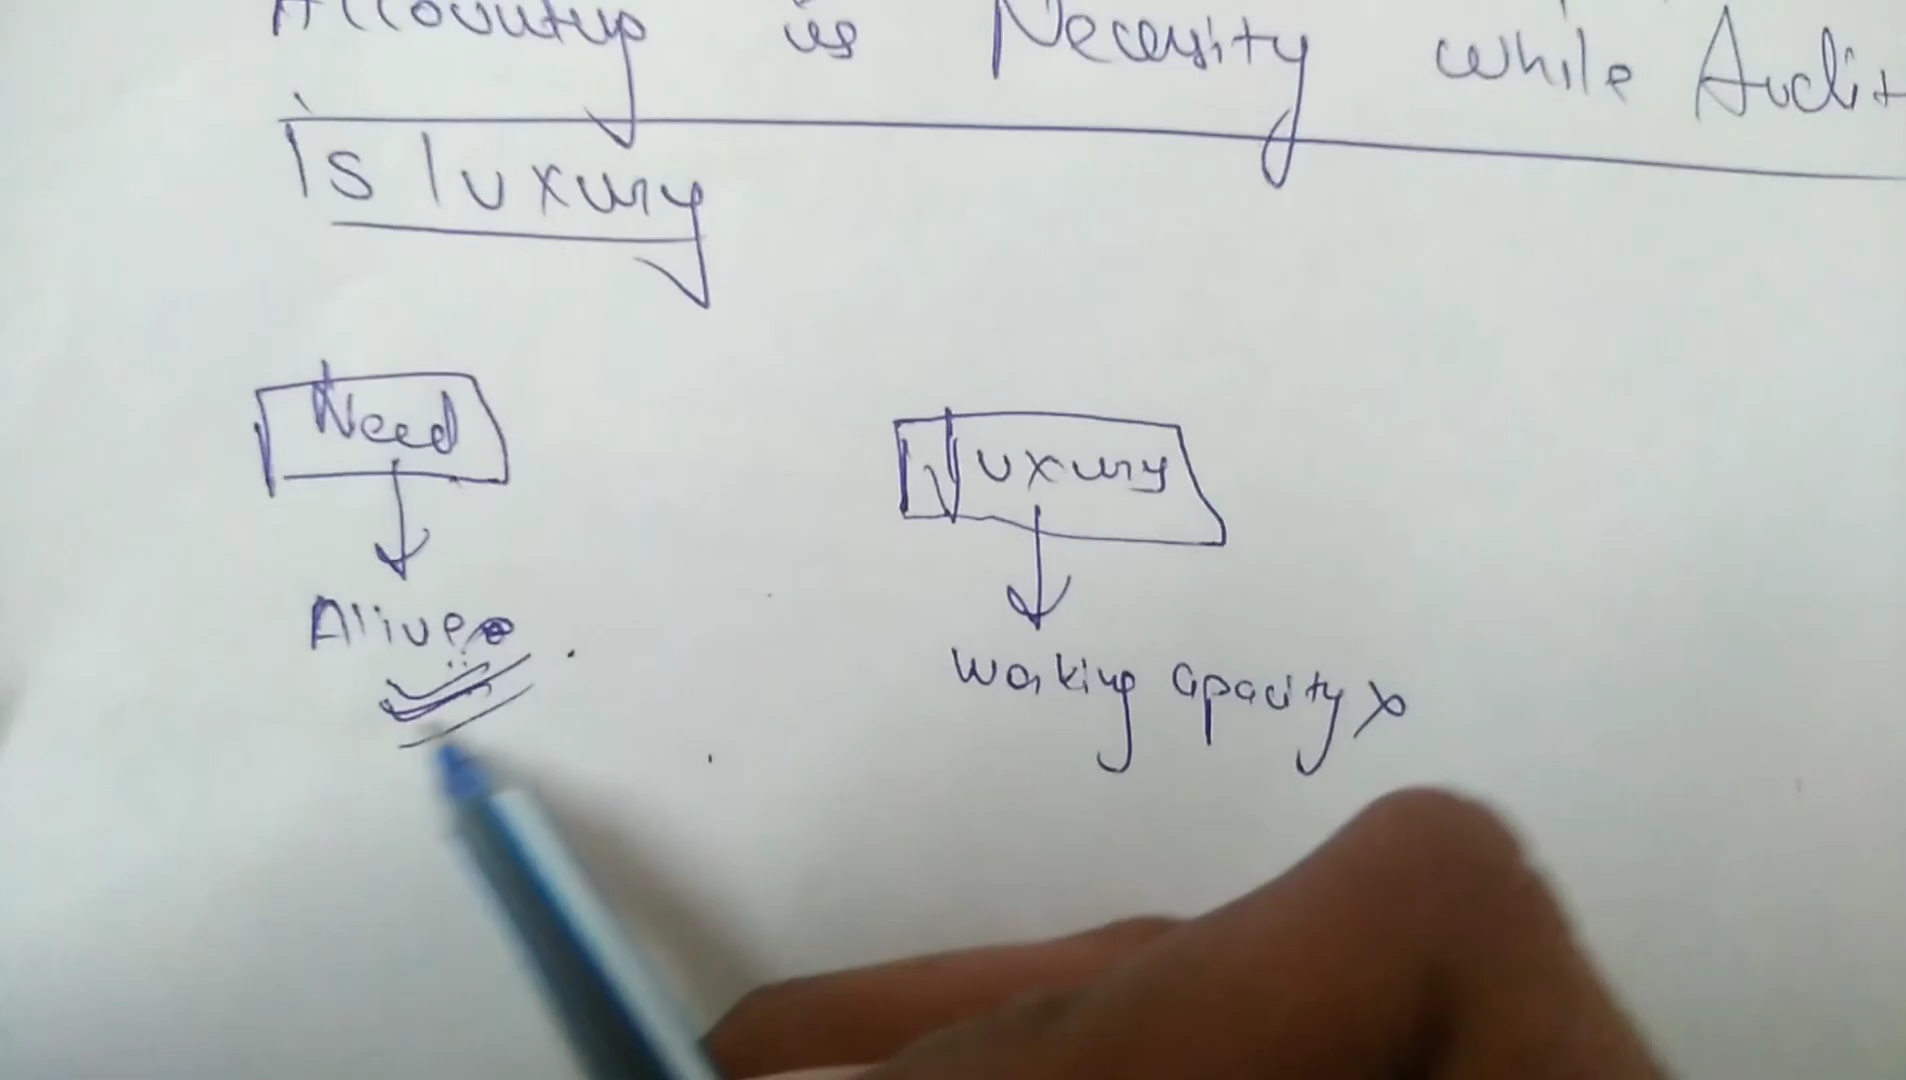 Accounting is Necessity while Audit
is luxury
Need
Luxury
Alive
Working Capacity